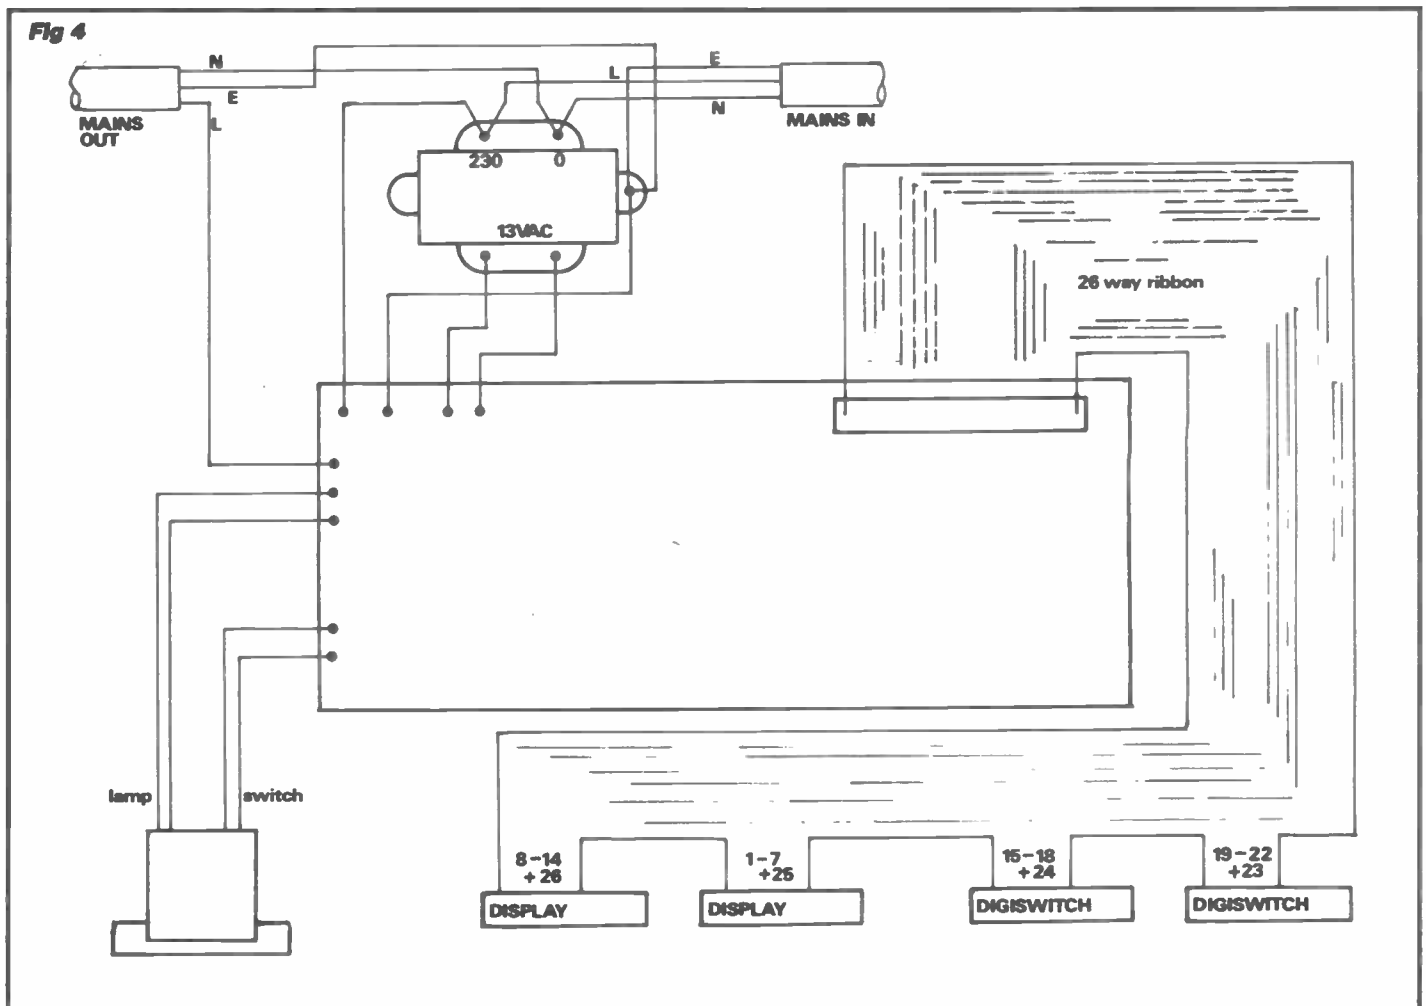 Fig 4
N
E
L
MAINS
OUT
L
E
N
MAINS IN
230
0
13VAC
26 way ribbon
lamp
switch
8-14
+26
1-7
+25
15-18
+24
19-22
+23
DISPLAY
DISPLAY
DIGISWITCH
DIGISWITCH